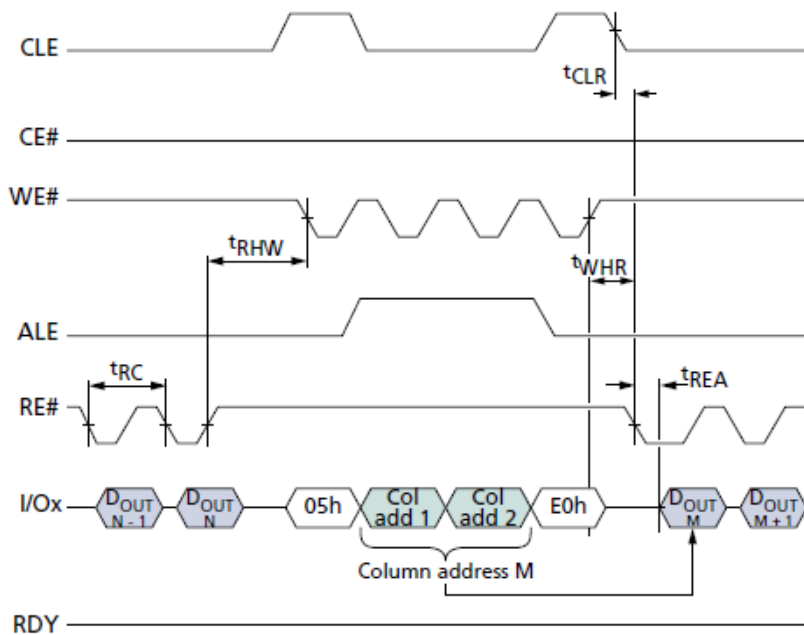 CLE
tCLR
CE#
WE#
tRHW
tWHR
ALE
tRC
tREA
RE#
I/Ox
DOUT
N - 1
DOUT
N
05h
Col
add 1
Col
add 2
E0h
DOUT
M
DOUT
M + 1
Column address M
RDY